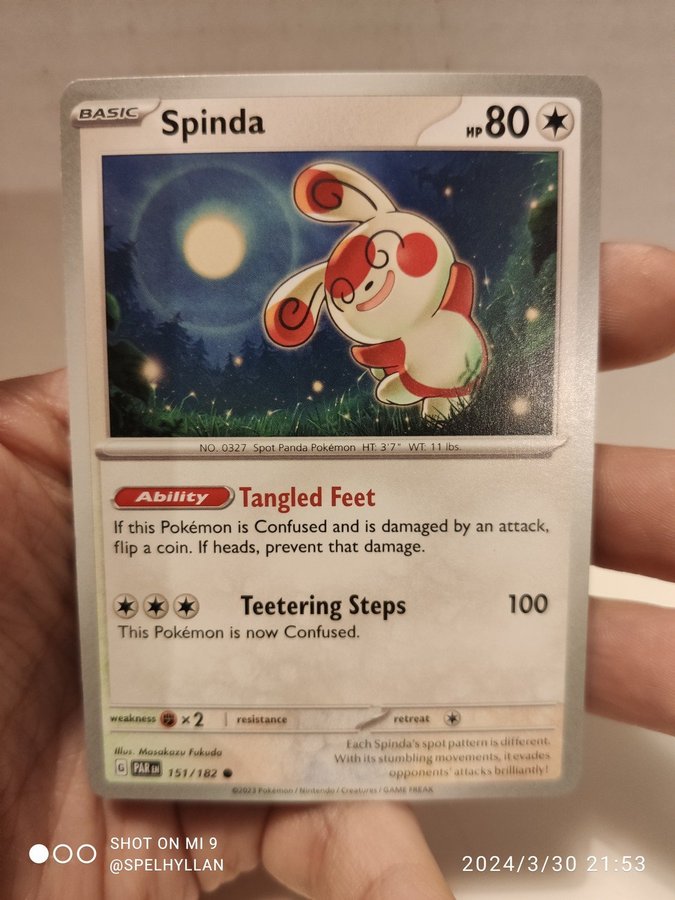 BASIC Spinda HP 80
NO. 0327 Spot Panda Pokémon HT: 3'7" WT: 11 lbs.
Ability Tangled Feet
If this Pokémon is Confused and is damaged by an attack,
flip a coin. If heads, prevent that damage.
Teetering Steps 100
This Pokémon is now Confused.
weakness ×2 resistance retreat
Illus. Masakazu Fukuda
Each Spinda's spot pattern is different.
With its stumbling movements, it evades
opponents' attacks brilliantly!
G PAR EN 151/182
©2023 Pokémon / Nintendo / Creatures / GAME FREAK
SHOT ON MI 9
@SPELHYLLAN
2024/3/30 21:53